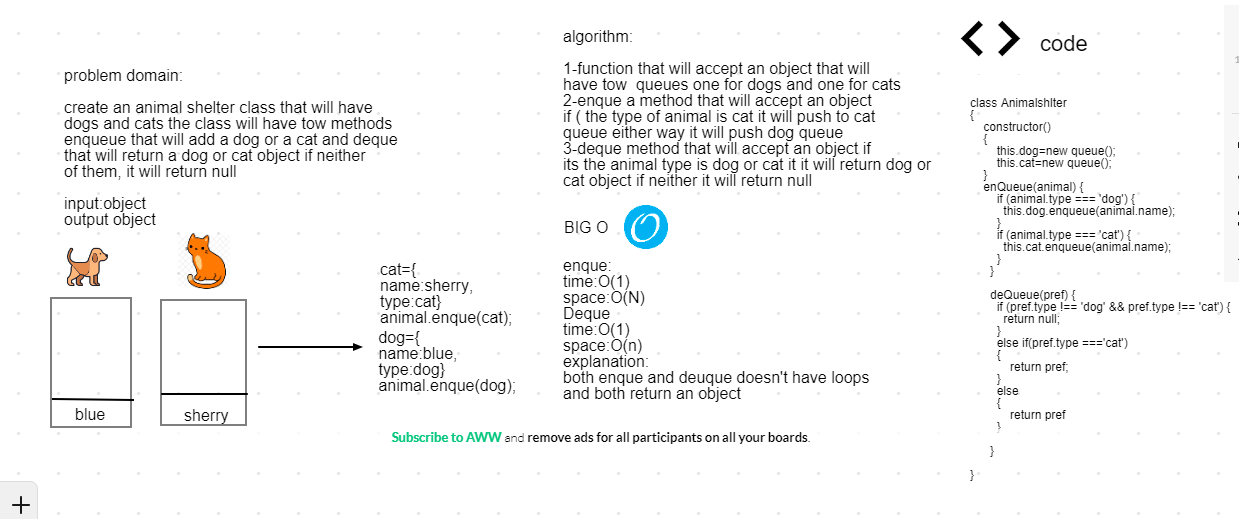 problem domain:
create an animal shelter class that will have
dogs and cats the class will have tow methods
enqueue that will add a dog or a cat and deque
that will return a dog or cat object if neither
of them, it will return null
input:object
output object
blue
sherry
cat={
name:sherry,
type:cat}
animal.enque(cat);
dog={
name:blue,
type:dog}
animal.enque(dog);
algorithm:
1-function that will accept an object that will
have tow queues one for dogs and one for cats
2-enque a method that will accept an object
if ( the type of animal is cat it will push to cat
queue either way it will push dog queue
3-deque method that will accept an object if
its the animal type is dog or cat it it will return dog or
cat object if neither it will return null
BIG O
enque:
time:O(1)
space:O(N)
Deque
time:O(1)
space:O(n)
explanation:
both enque and deuque doesn't have loops
and both return an object
Subscribe to AWW and remove ads for all participants on all your boards.
< > code
class Animalshlter
{
constructor()
{
this.dog=new queue();
this.cat=new queue();
}
enQueue(animal) {
if (animal.type === 'dog') {
this.dog.enqueue(animal.name);
}
if (animal.type === 'cat') {
this.cat.enqueue(animal.name);
}
}
deQueue(pref) {
if (pref.type !== 'dog' && pref.type !== 'cat') {
return null;
}
else if(pref.type ==='cat')
{
return pref;
}
else
{
return pref
}
}
}